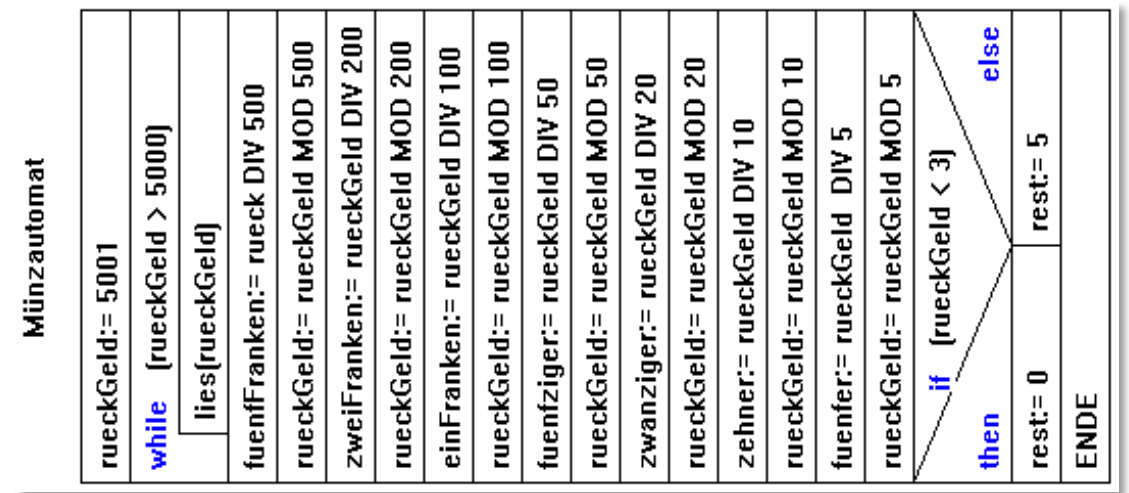 Münzautomat
rueckGeld:= 5001
while (rueckGeld > 5000)
lies(rueckGeld)
fuenfFranken:= rueck DIV 500
rueckGeld:= rueckGeld MOD 500
zweiFranken:= rueckGeld DIV 200
rueckGeld:= rueckGeld MOD 200
einFranken:= rueckGeld DIV 100
rueckGeld:= rueckGeld MOD 100
fuenfziger:= rueckGeld DIV 50
rueckGeld:= rueckGeld MOD 50
zwanziger:= rueckGeld DIV 20
rueckGeld:= rueckGeld MOD 20
zehner:= rueckGeld DIV 10
rueckGeld:= rueckGeld MOD 10
fuenfer:= rueckGeld DIV 5
rueckGeld:= rueckGeld MOD 5
if (rueckGeld < 3)
then else
rest:= 0 rest:= 5
ENDE